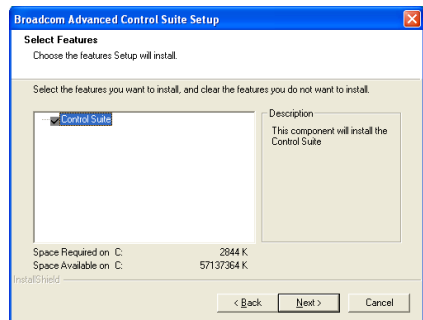 Broadcom Advanced Control Suite Setup
Select Features
Choose the features Setup will install.
Select the features you want to install, and clear the features you do not want to install.
Control Suite
Description
This component will install the
Control Suite
Space Required on C: 2844 K
Space Available on C: 57137364 K
InstallShield
< Back
Next >
Cancel